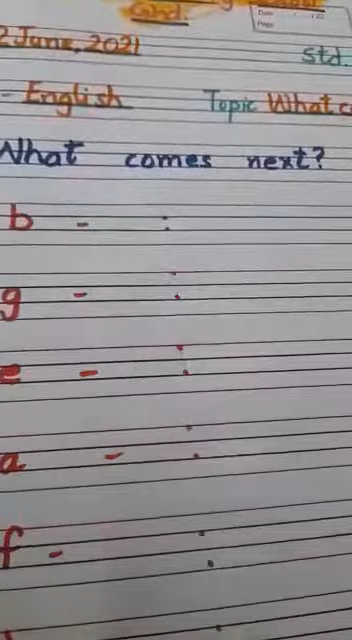 2 June, 2021
Std.
- English Topic What c
What comes next?
b - :
g - :
e - :
a - :
f - :